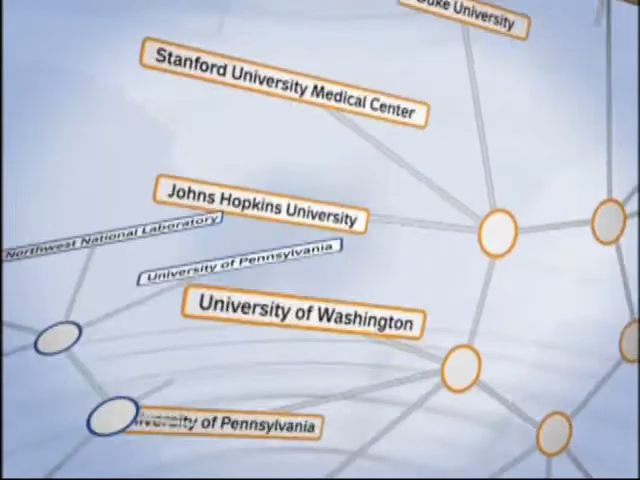 Duke University
Stanford University Medical Center
Johns Hopkins University
Northwest National Laboratory
University of Pennsylvania
University of Washington
University of Pennsylvania